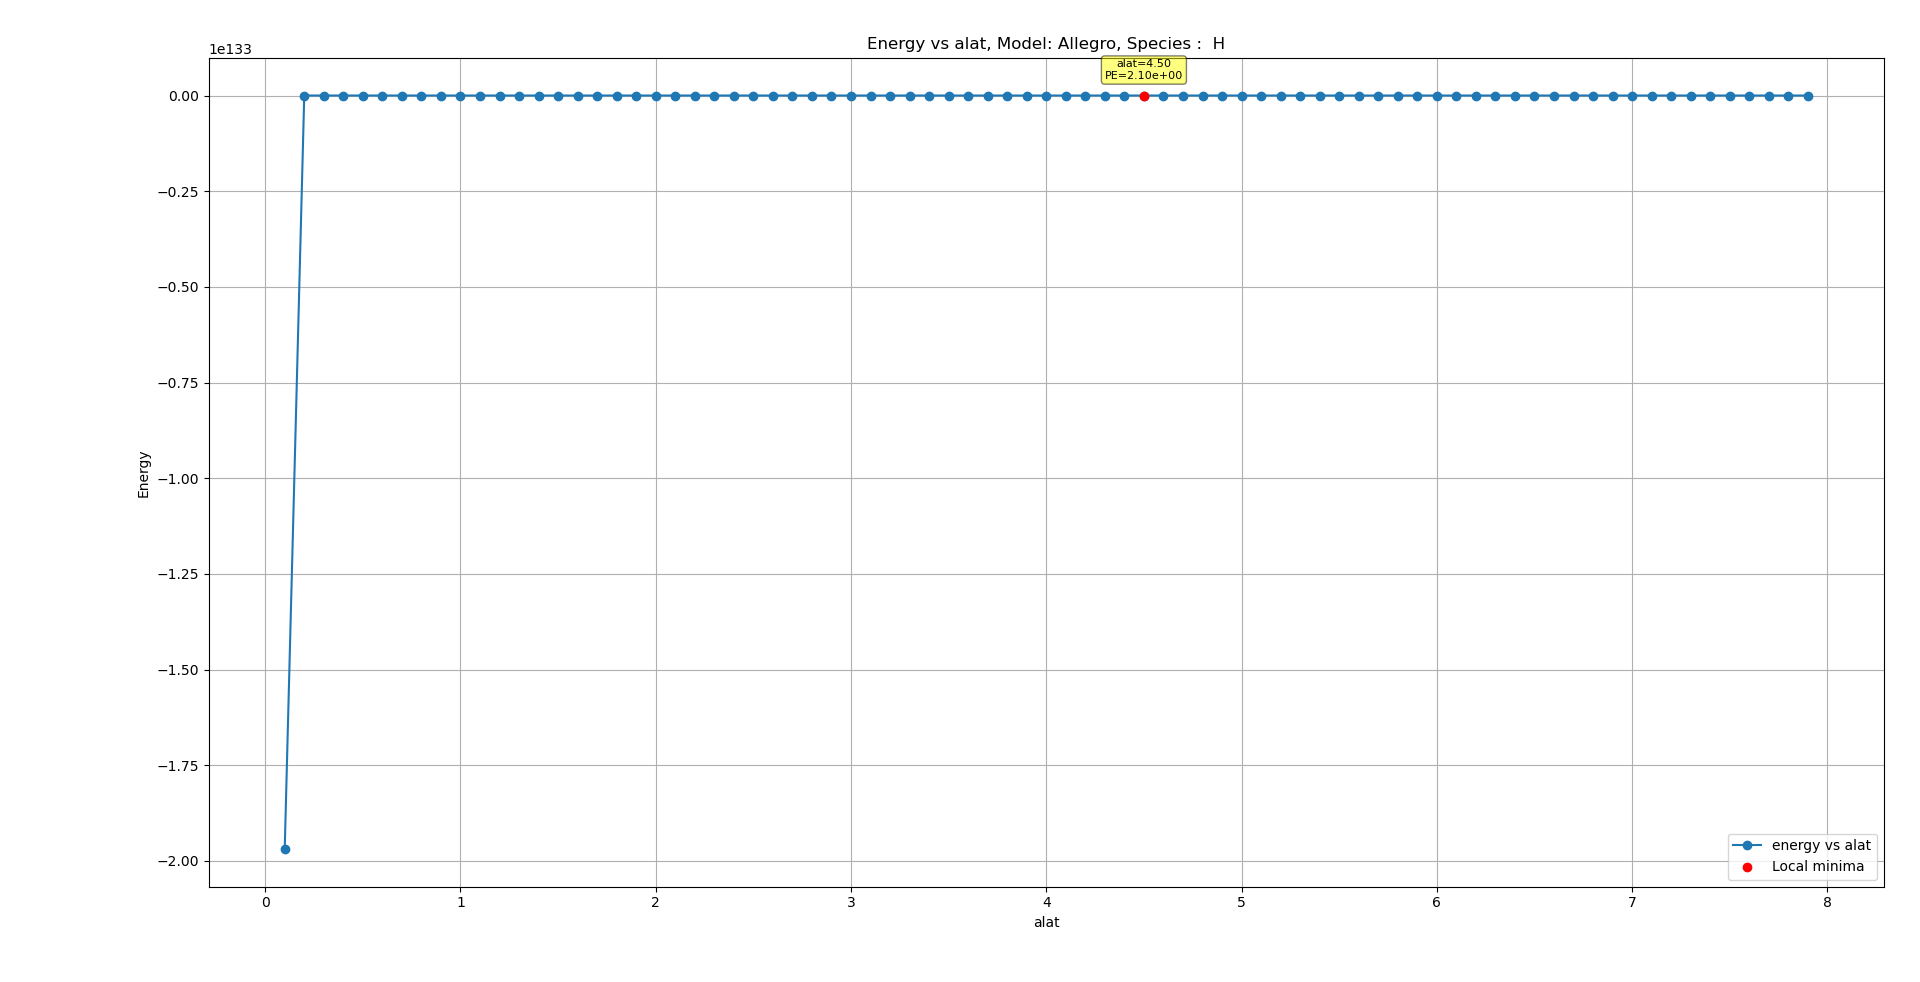 Energy vs alat, Model: Allegro, Species :  H
1e133
alat=4.50
PE=2.10e+00
0.00
−0.25
−0.50
−0.75
−1.00
−1.25
−1.50
−1.75
−2.00
Energy
energy vs alat
Local minima
0 1 2 3 4 5 6 7 8
alat